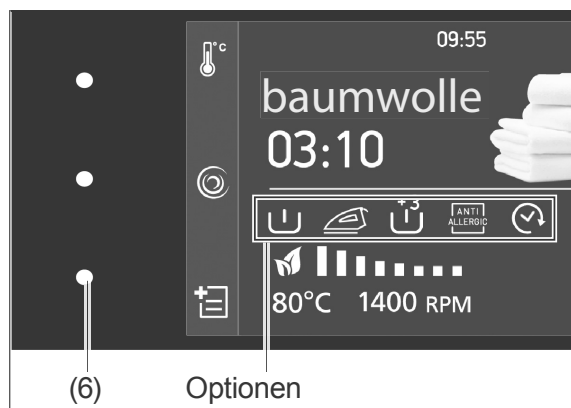 °C
09:55
baumwolle
03:10
+3
ANTI
ALLERGIC
80°C 1400 RPM
(6) Optionen